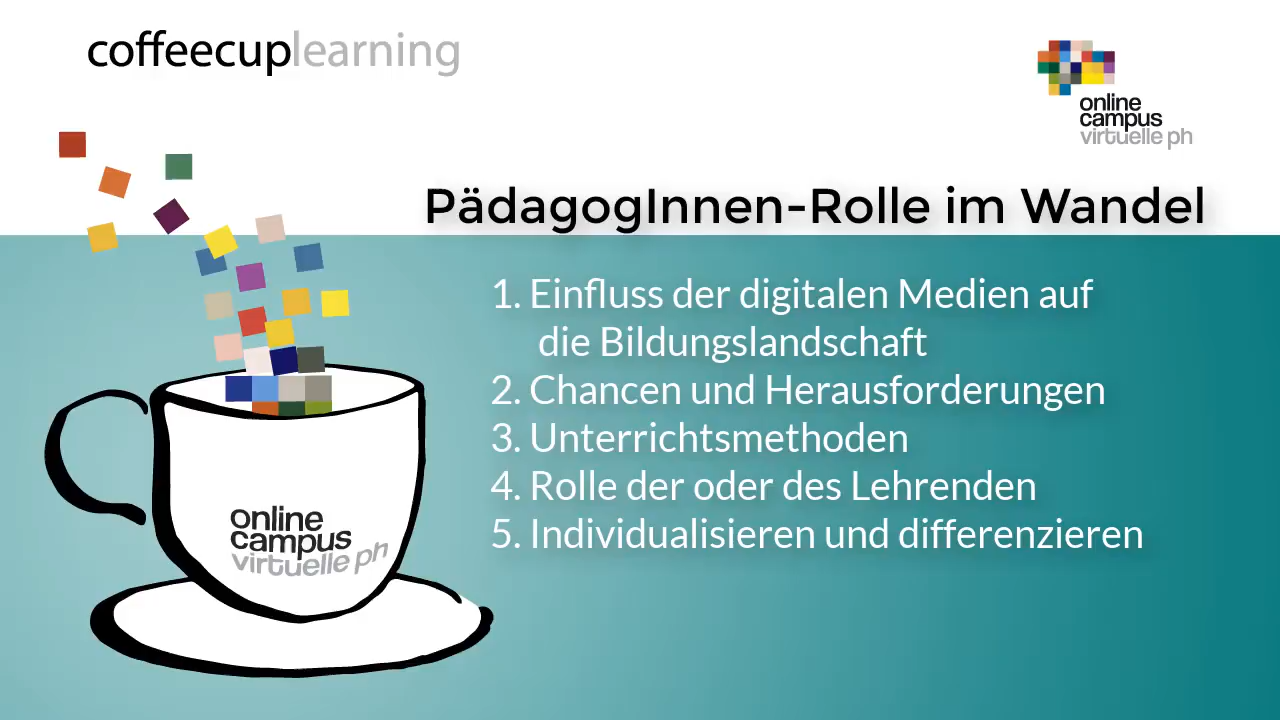 coffeecuplearning
online
campus
virtuelle ph
PädagogInnen-Rolle im Wandel
1. Einfluss der digitalen Medien auf
die Bildungslandschaft
2. Chancen und Herausforderungen
3. Unterrichtsmethoden
4. Rolle der oder des Lehrenden
5. Individualisieren und differenzieren
online
campus
virtuelle ph